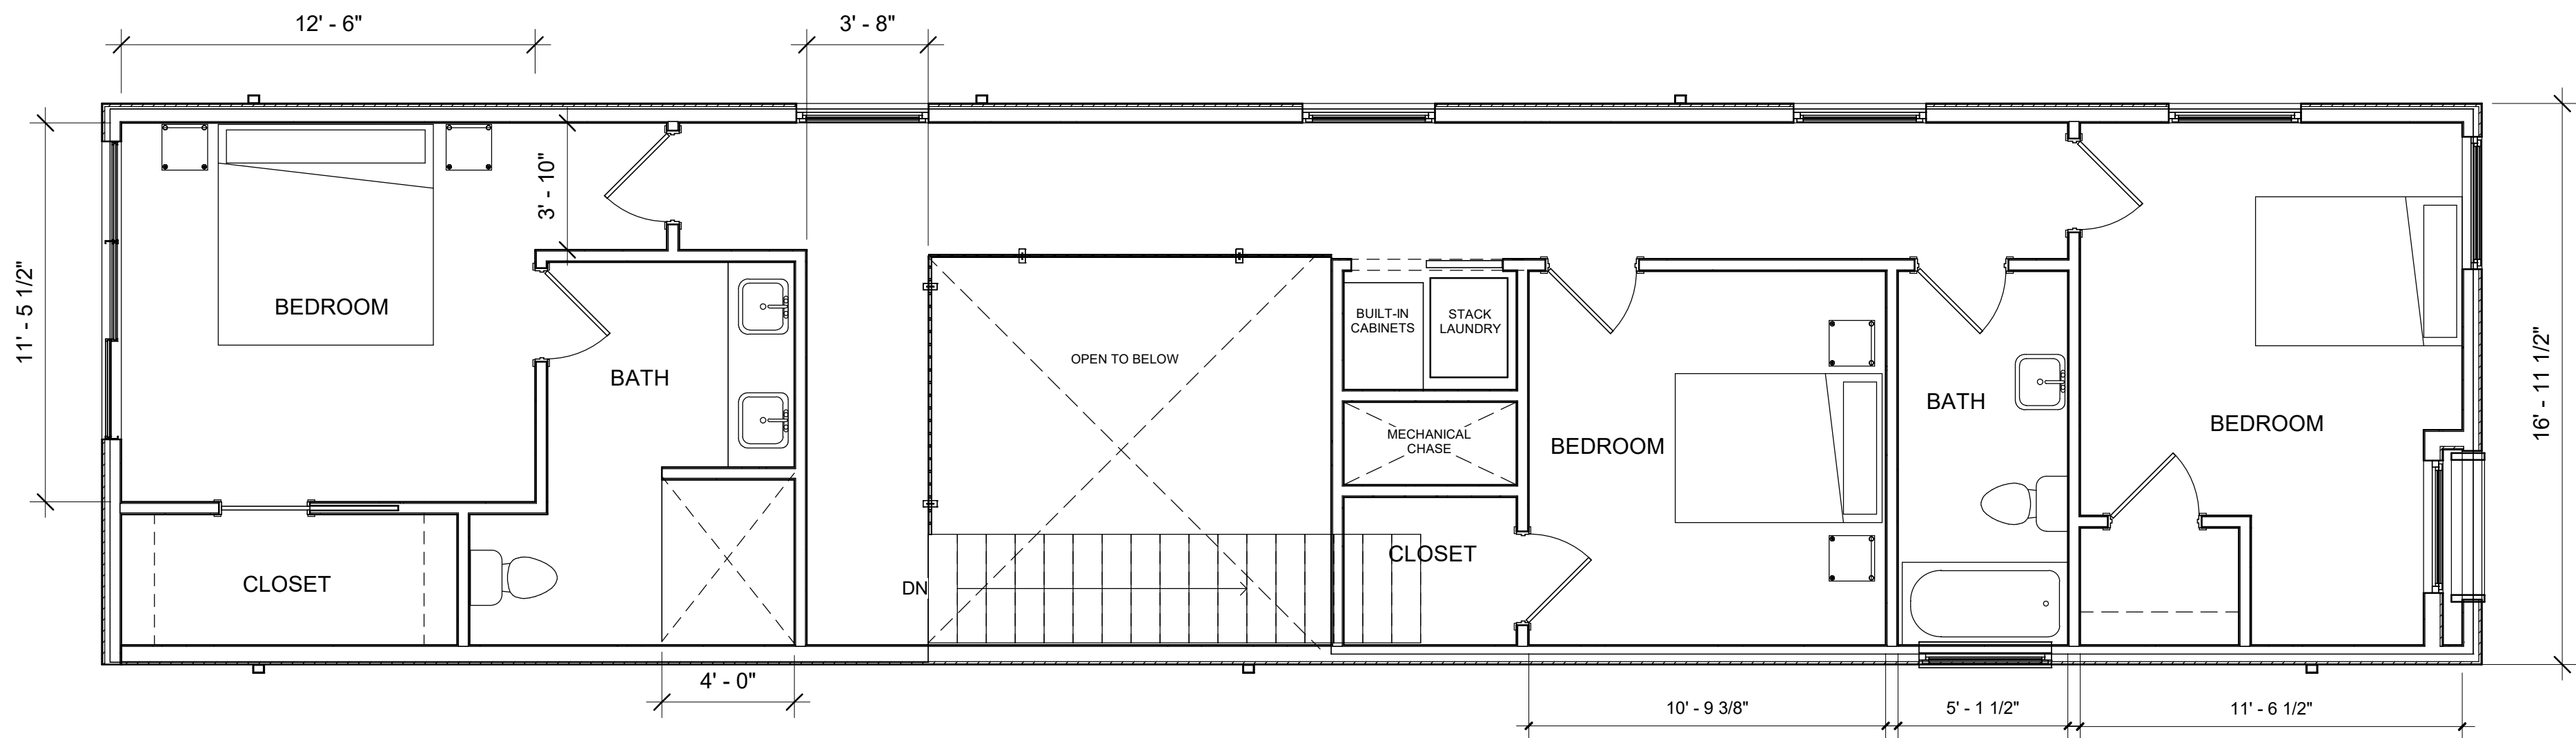 12' - 6"
3' - 8"
3' - 10"
11' - 5 1/2"
16' - 11 1/2"
BEDROOM
BATH
OPEN TO BELOW
BUILT-IN
CABINETS
STACK
LAUNDRY
MECHANICAL
CHASE
BEDROOM
BATH
BEDROOM
CLOSET
CLOSET
DN
4' - 0"
10' - 9 3/8"
5' - 1 1/2"
11' - 6 1/2"